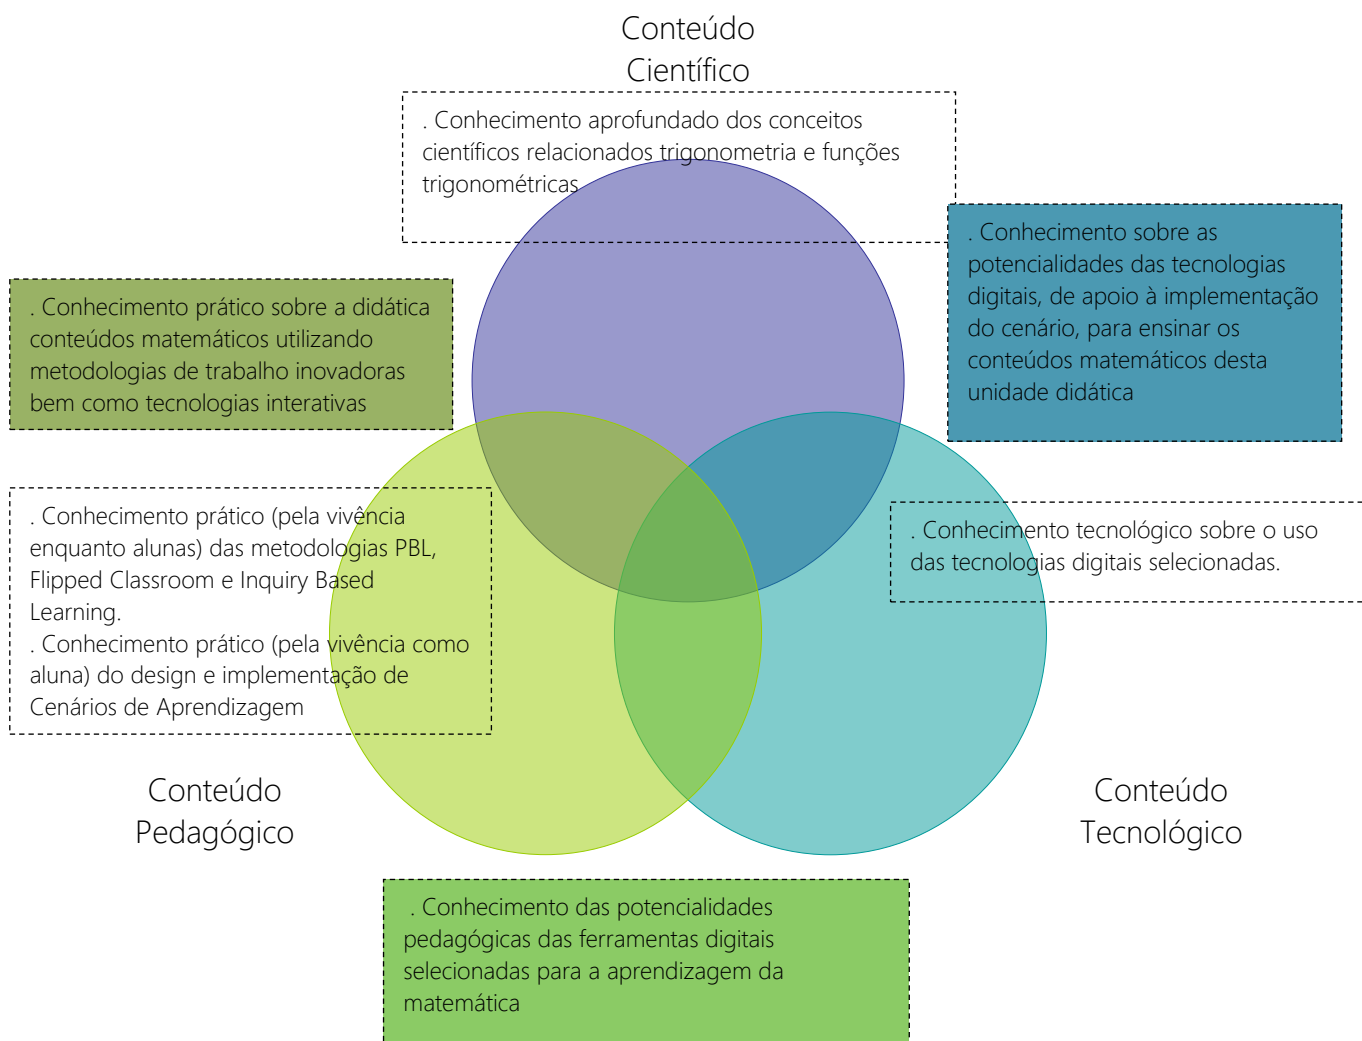 Conteúdo
Científico
. Conhecimento aprofundado dos conceitos
científicos relacionados trigonometria e funções
trigonométricas
. Conhecimento sobre as
potencialidades das tecnologias
digitais, de apoio à implementação
do cenário, para ensinar os
conteúdos matemáticos desta
unidade didática
. Conhecimento prático sobre a didática
conteúdos matemáticos utilizando
metodologias de trabalho inovadoras
bem como tecnologias interativas
. Conhecimento prático (pela vivência
enquanto alunas) das metodologias PBL,
Flipped Classroom e Inquiry Based
Learning.
. Conhecimento prático (pela vivência como
aluna) do design e implementação de
Cenários de Aprendizagem
. Conhecimento tecnológico sobre o uso
das tecnologias digitais selecionadas.
Conteúdo
Pedagógico
Conteúdo
Tecnológico
. Conhecimento das potencialidades
pedagógicas das ferramentas digitais
selecionadas para a aprendizagem da
matemática